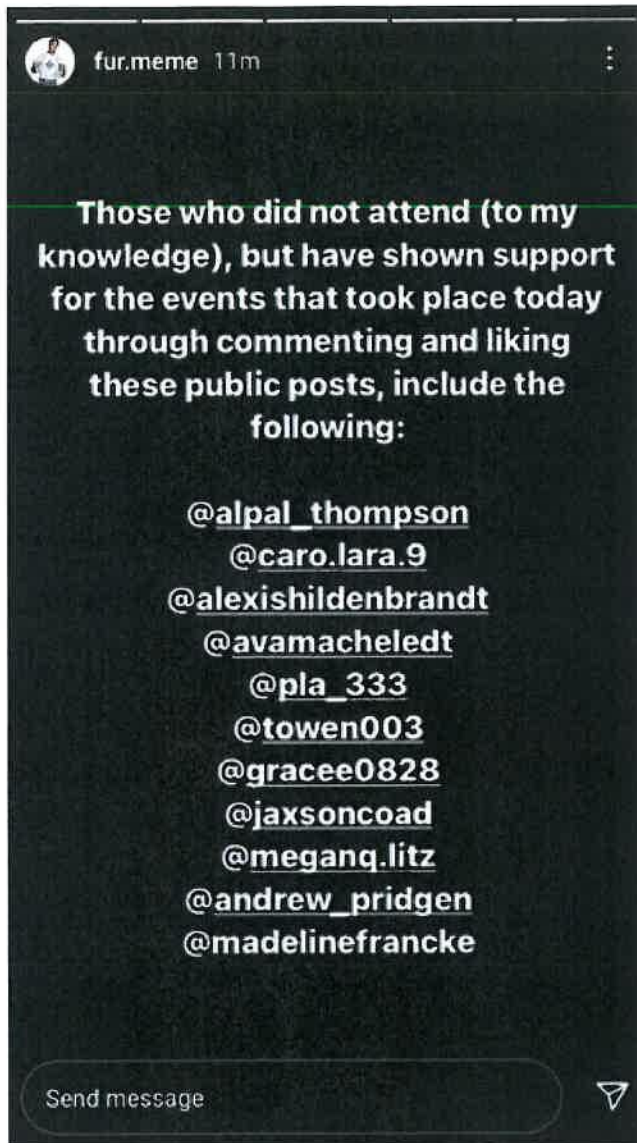 fur.meme 11m
Those who did not attend (to my
knowledge), but have shown support
for the events that took place today
through commenting and liking
these public posts, include the
following:
@alpal_thompson
@caro.lara.9
@alexishildenbrandt
@avamacheledt
@pla_333
@towen003
@gracee0828
@jaxsoncoad
@meganq.litz
@andrew_pridgen
@madelinefrancke
Send message